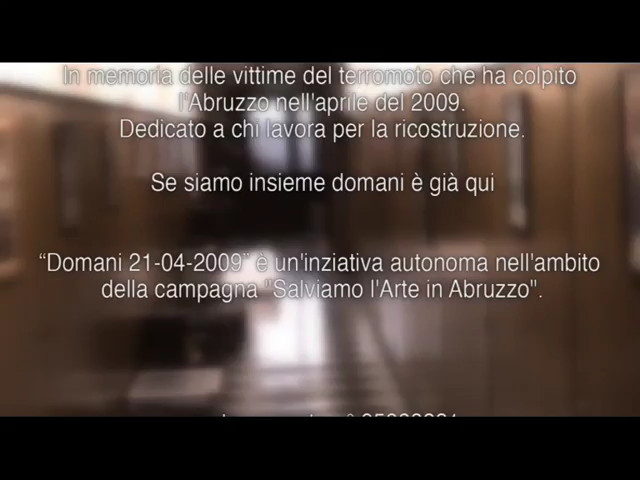 In memoria delle vittime del terromoto che ha colpito
l'Abruzzo nell'aprile del 2009.
Dedicato a chi lavora per la ricostruzione.
Se siamo insieme domani è già qui
“Domani 21-04-2009” è un'inziativa autonoma nell'ambito
della campagna "Salviamo l'Arte in Abruzzo".